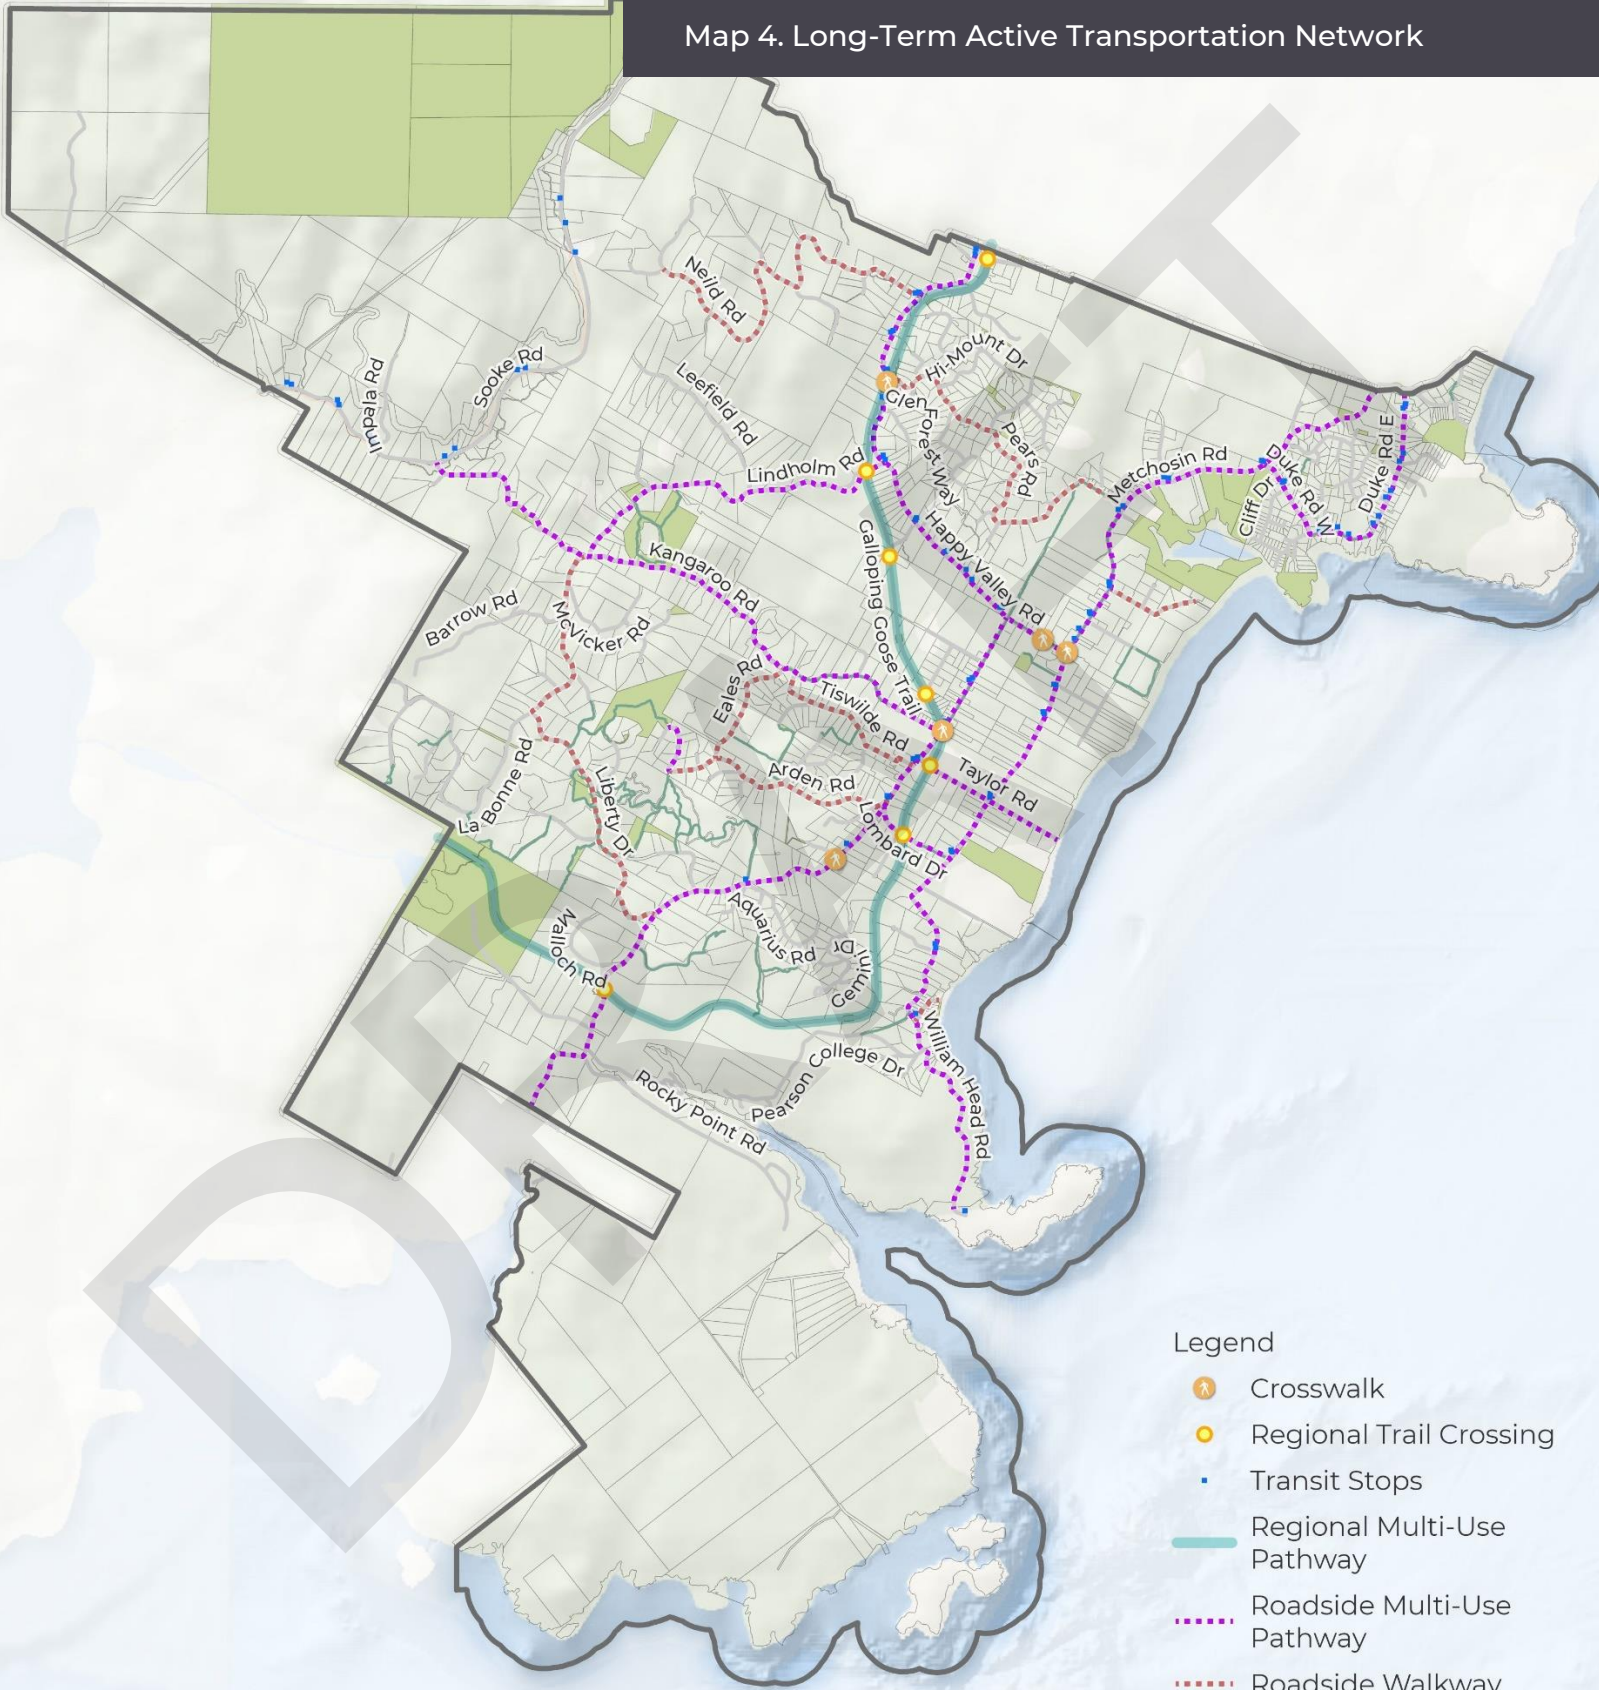 Map 4. Long-Term Active Transportation Network
Neild Rd
Hi-Mount Dr
Sooke Rd
Impala Rd
Leefield Rd
Glen Forest Way
Pears Rd
Lindholm Rd
Metchosin Rd
Duke Rd W
Duke Rd E
Cliff Dr
Galloping Goose Trail
Happy Valley Rd
Kangaroo Rd
Barrow Rd
McVicker Rd
Eales Rd
Tiswilde Rd
Taylor Rd
Arden Rd
La Bonne Rd
Liberty Dr
Lombard Dr
Aquarius Rd
Malloch Rd
Gemini Dr
William Head Rd
Pearson College Dr
Rocky Point Rd
DRAFT
Legend
Crosswalk
Regional Trail Crossing
Transit Stops
Regional Multi-Use
Pathway
Roadside Multi-Use
Pathway
Roadside Walkway